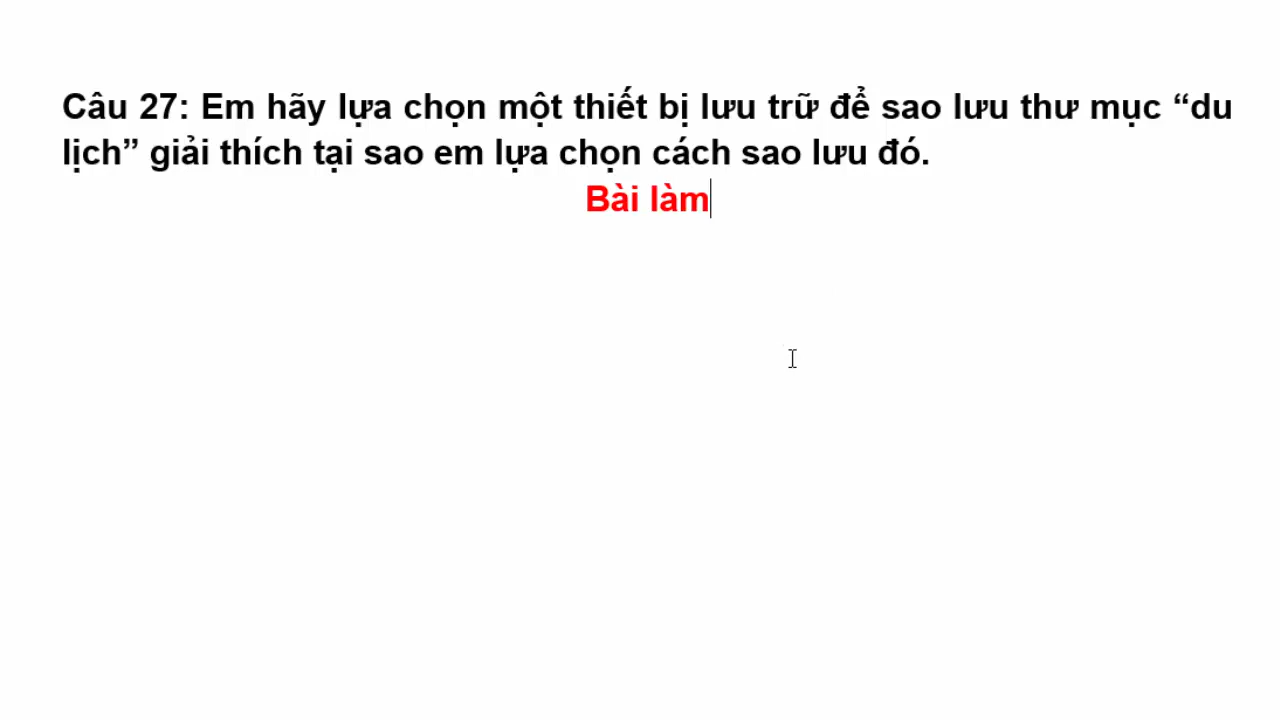 Câu 27: Em hãy lựa chọn một thiết bị lưu trữ để sao lưu thư mục “du
lịch” giải thích tại sao em lựa chọn cách sao lưu đó.
Bài làm